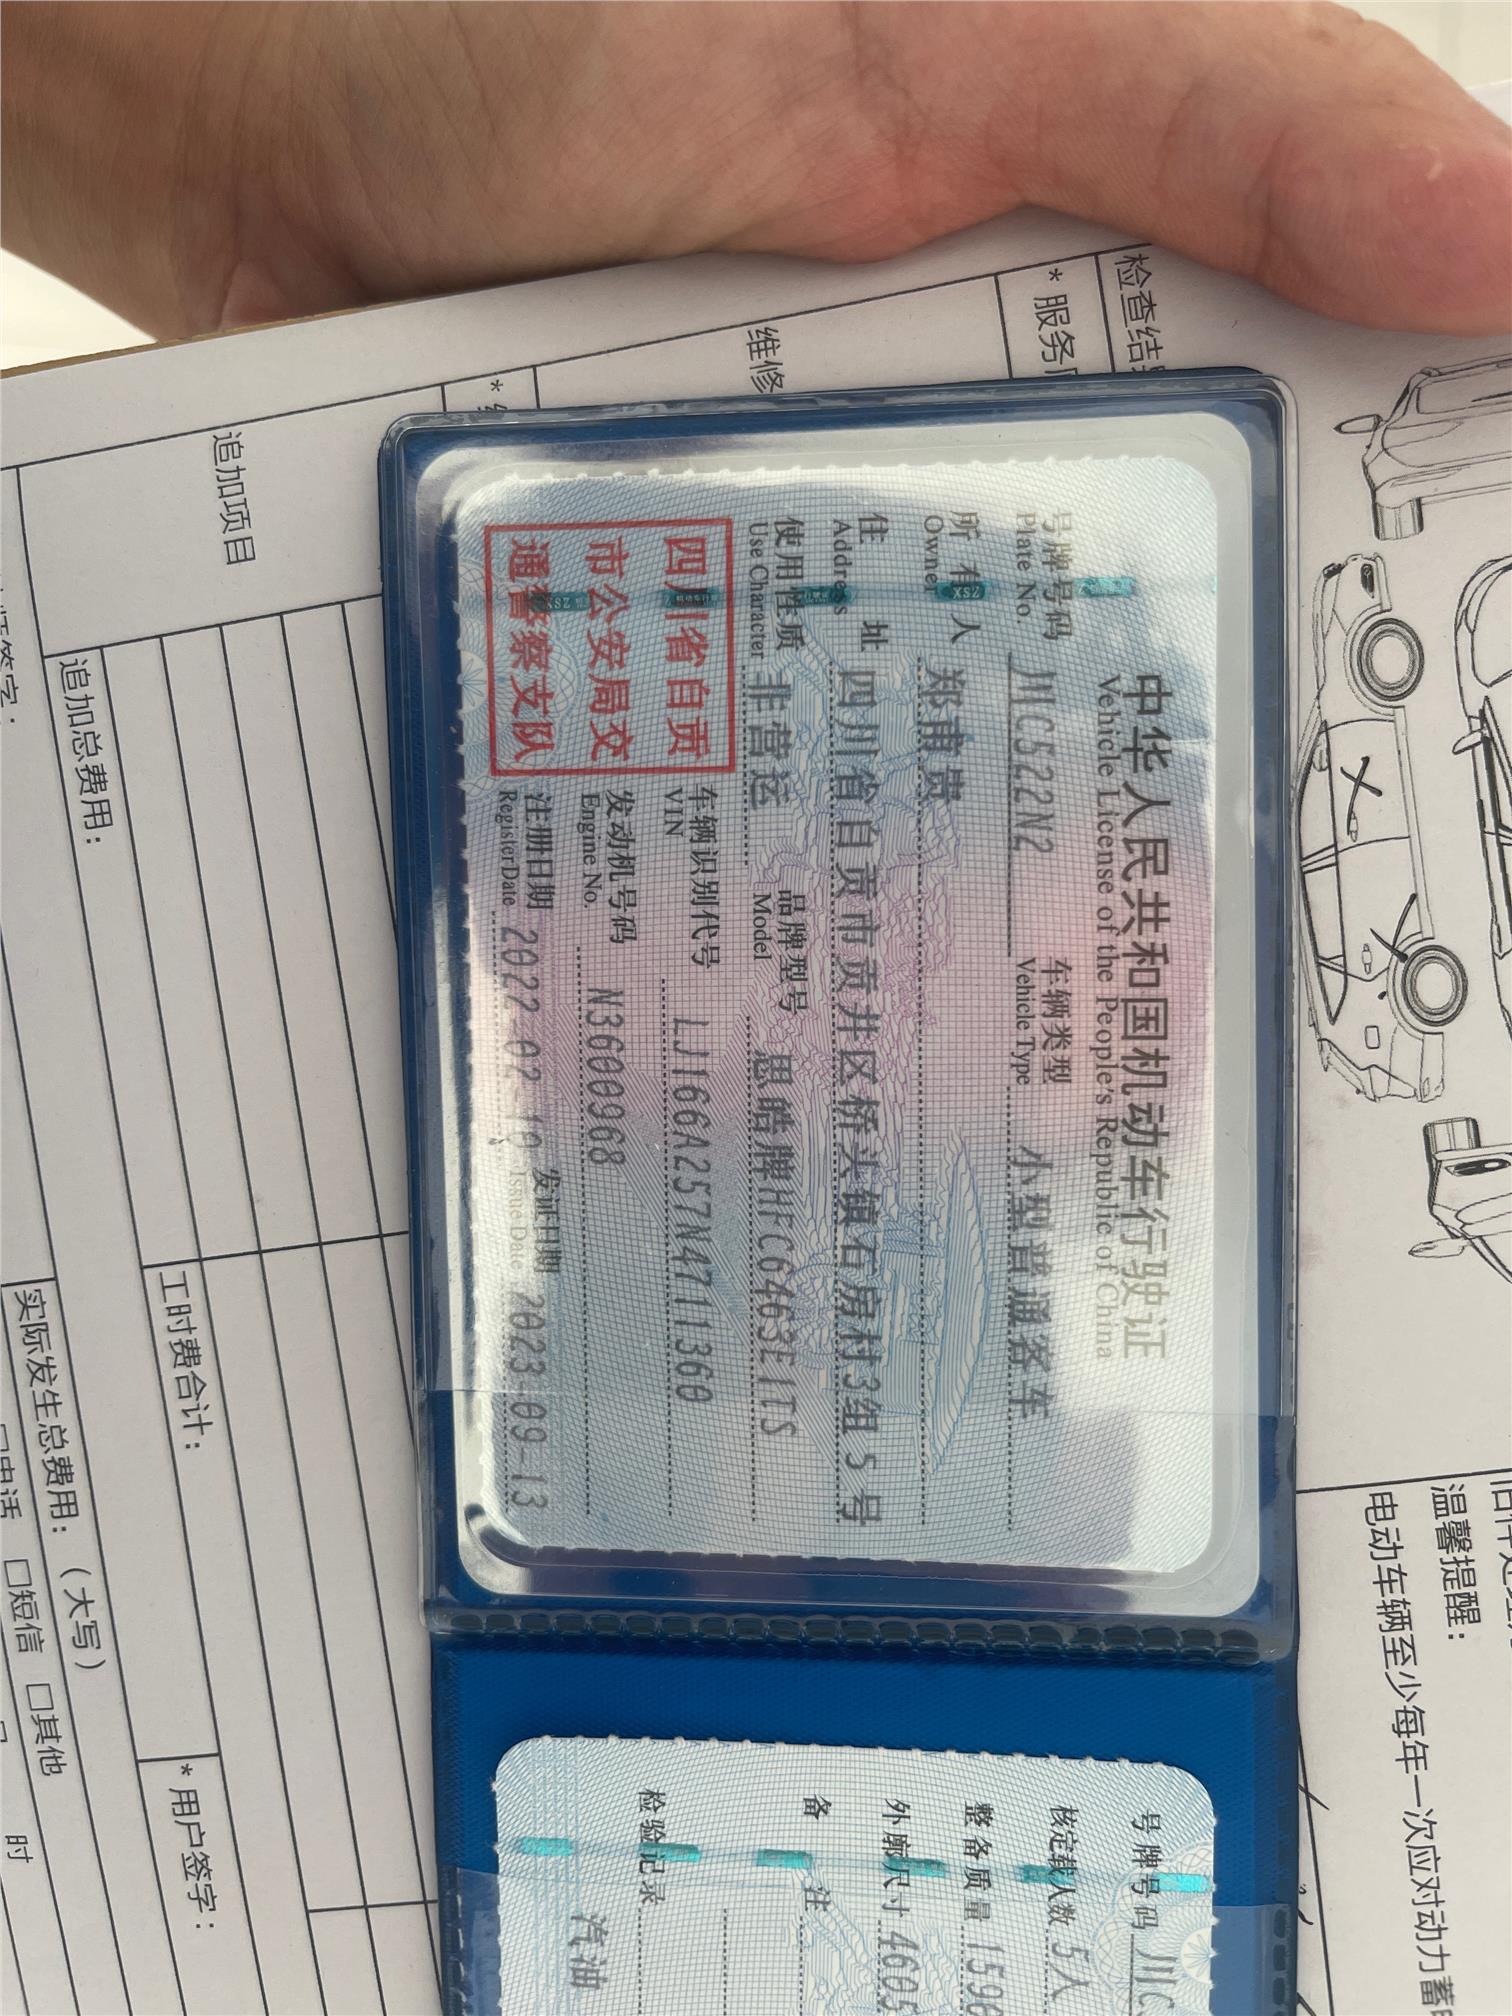 中华人民共和国机动车行驶证
Vehicle License of the People's Republic of China
号牌号码 川C522N2 车辆类型 小型普通客车
Plate No. Vehicle Type
所有人 郑甫贵
Owner
住址 四川省自贡市贡井区桥头镇石房村3组5号
Address
使用性质 非营运 品牌型号 思皓牌HFC6463E1TS
Use Character Model
车辆识别代号 LJ166A257N4711360
VIN
发动机号码 N3600968
Engine No.
注册日期 2022-02-10 发证日期 2023-09-13
Register Date Issue Date
四川省自贡
市公安局交
通警察支队
号牌号码 川C
核定载人数 5人
整备质量 1590
外廓尺寸 4605
备注
检验记录
汽油
检查结
* 服务
维修
追加项目
追加总费用：
工时费合计：
实际发生总费用：（大写）
□电话 □短信 □其他
* 用户签字：
签字：
时
温馨提醒：
电动车辆至少每年一次应对动力蓄